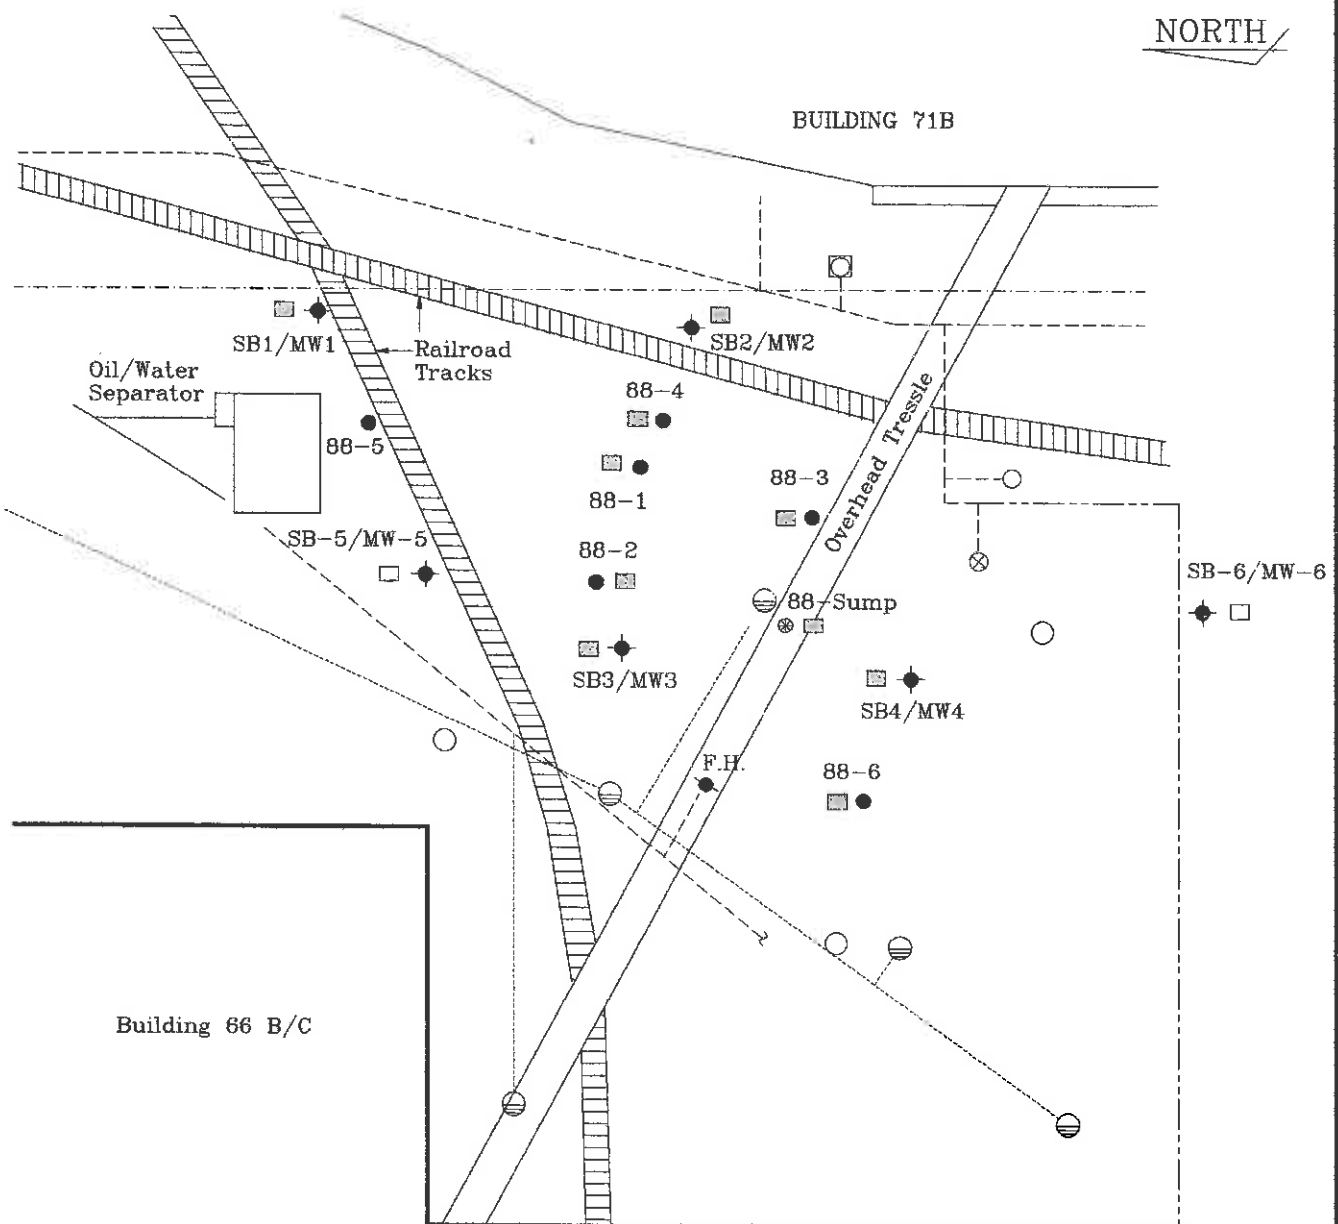 NORTH
BUILDING 71B
SB1/MW1
SB2/MW2
Railroad
Tracks
Oil/Water
Separator
88-4
88-5
88-1
88-3
Overhead Tressle
SB-5/MW-5
88-2
SB-6/MW-6
88-Sump
SB3/MW3
SB4/MW4
F.H.
88-6
Building 66 B/C